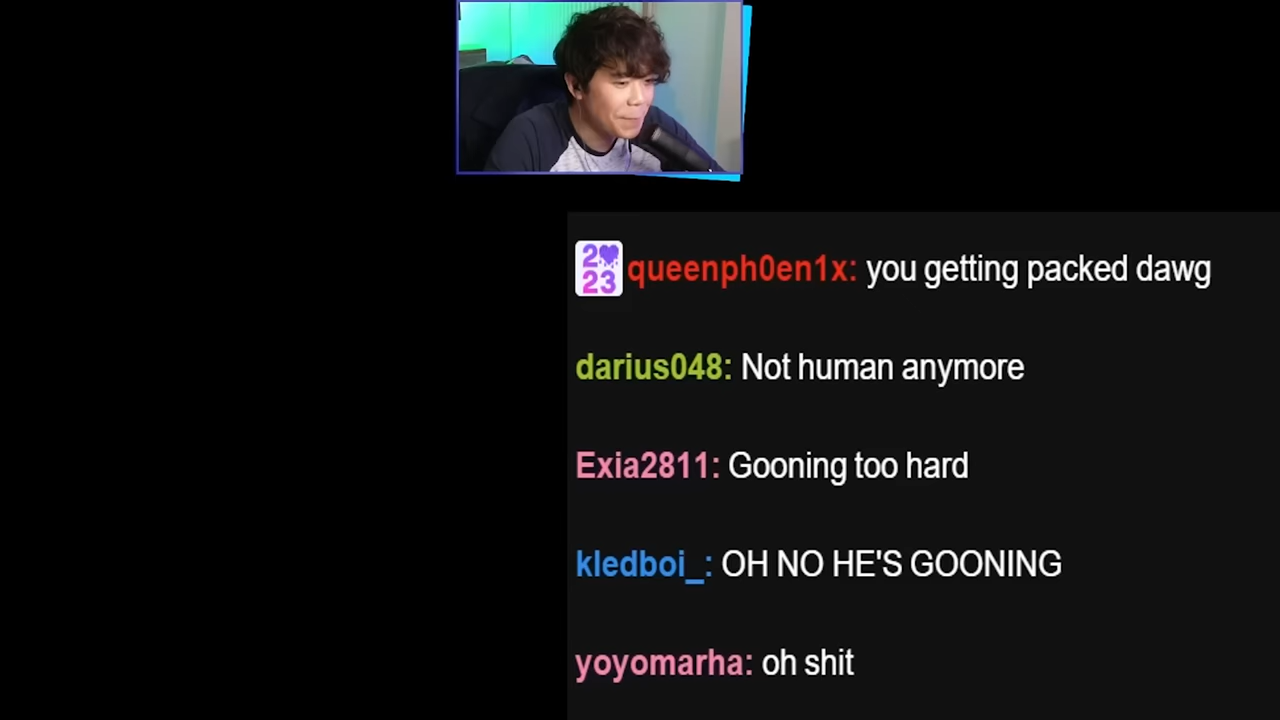 2023
queenph0en1x: you getting packed dawg
darius048: Not human anymore
Exia2811: Gooning too hard
kledboi_: OH NO HE'S GOONING
yoyomarha: oh shit